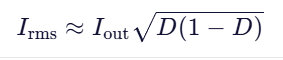 I_rms ≈ I_out √(D(1 − D))